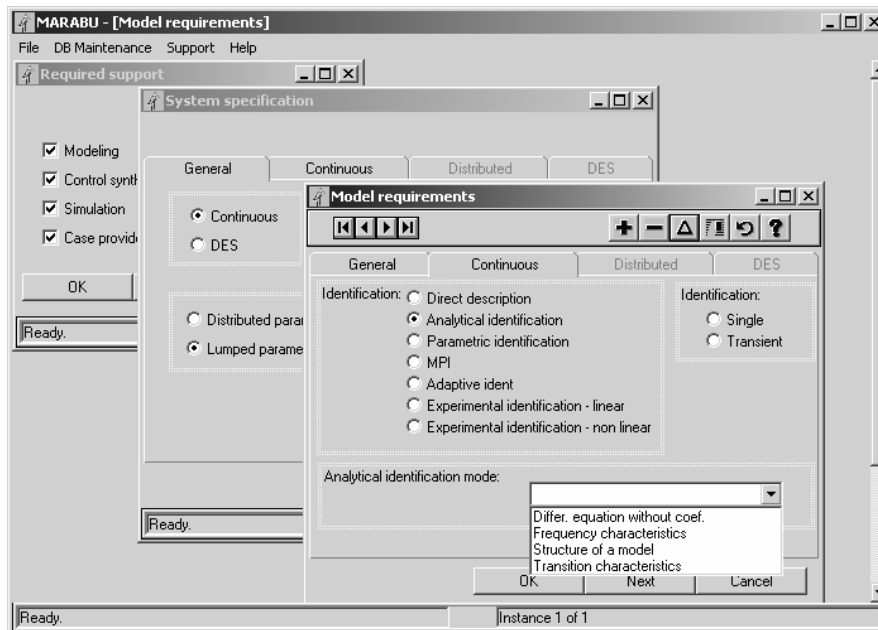 MARABU - [Model requirements]
File DB Maintenance Support Help
Required support
Modeling
Control synth
Simulation
Case provide
OK
Ready.
System specification
General Continuous Distributed DES
Continuous
DES
Distributed param
Lumped parame
Ready.
Model requirements
General Continuous Distributed DES
Identification:
Direct description
Analytical identification
Parametric identification
MPI
Adaptive ident
Experimental identification - linear
Experimental identification - non linear
Identification:
Single
Transient
Analytical identification mode:
Differ. equation without coef.
Frequency characteristics
Structure of a model
Transition characteristics
OK Next Cancel
Ready. Instance 1 of 1